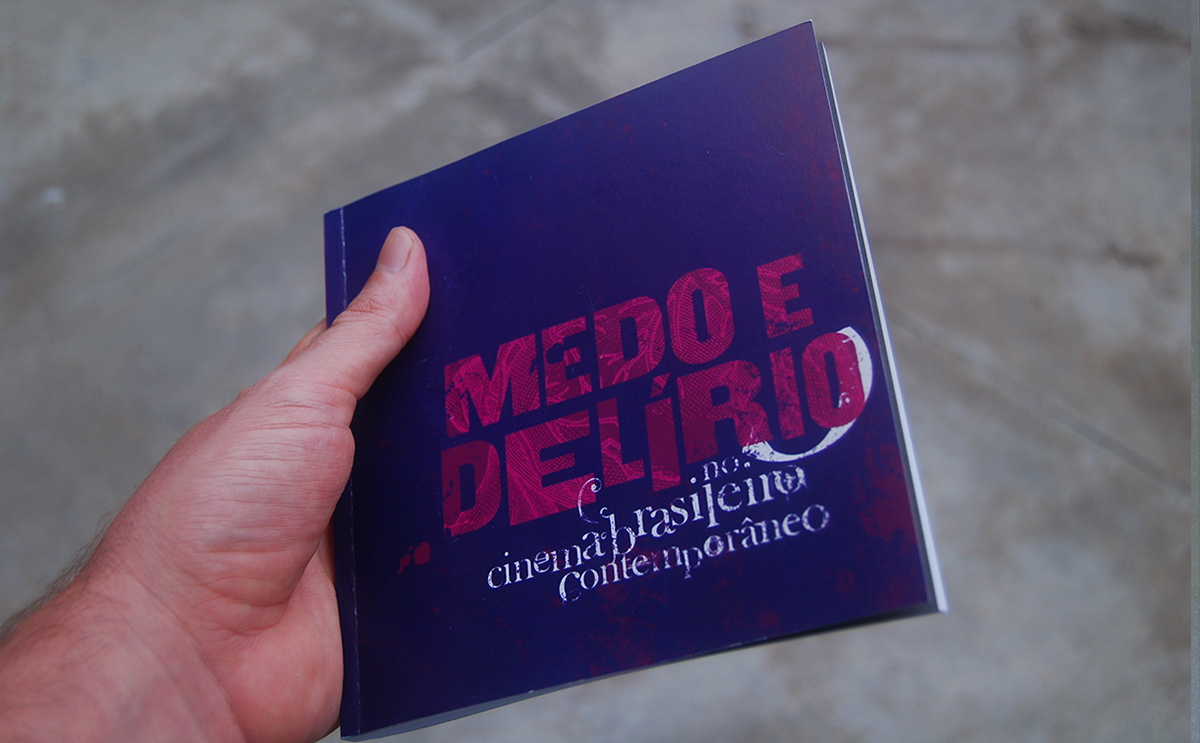 MEDO E
DELÍRIO
no
cinema brasileiro
contemporâneo